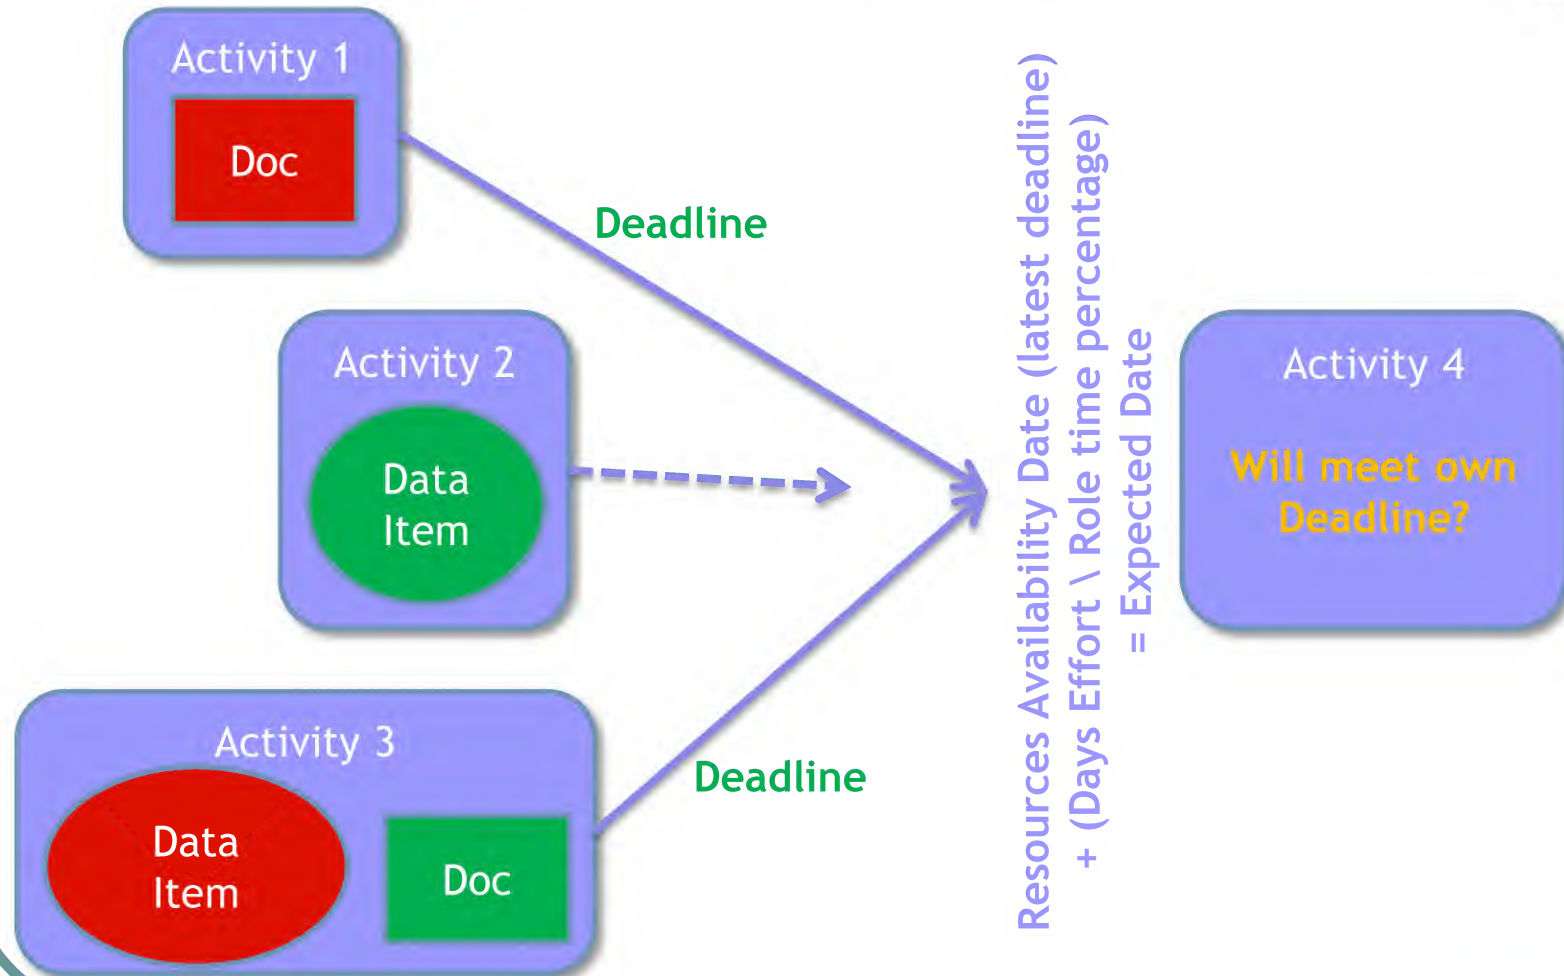 Activity 1
Doc
Deadline
Activity 2
Data
Item
Activity 3
Data
Item
Doc
Deadline
Resources Availability Date (latest deadline)
+ (Days Effort \ Role time percentage)
= Expected Date
Activity 4
Will meet own
Deadline?